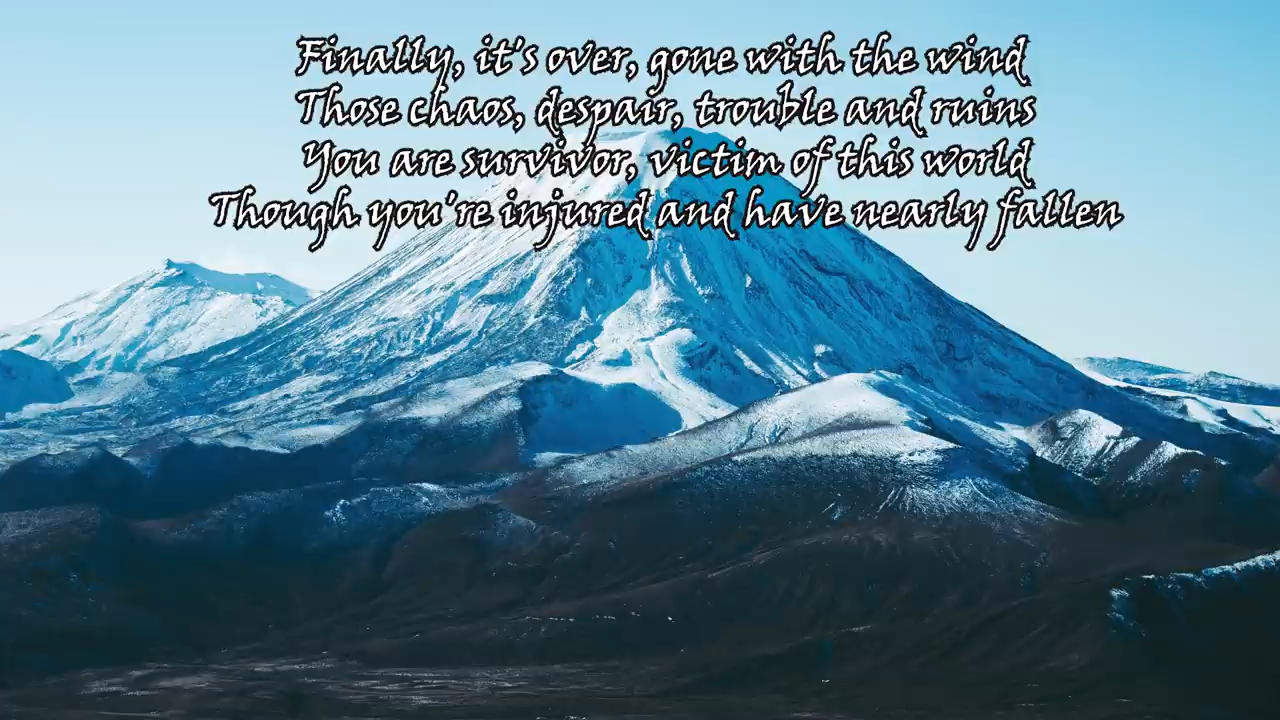 Finally, it's over, gone with the wind
Those chaos, despair, trouble and ruins
You are survivor, victim of this world
Though you're injured and have nearly fallen